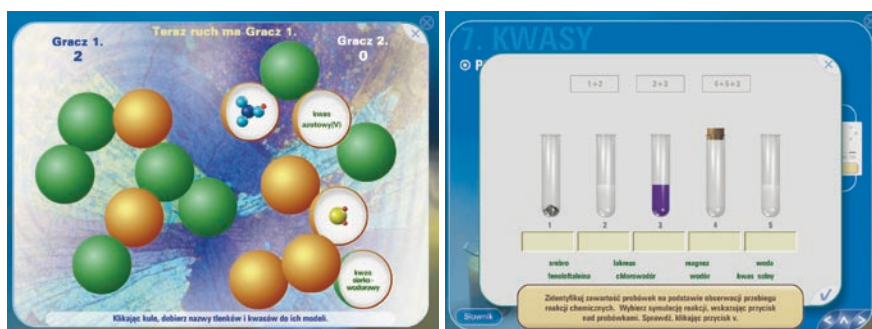 Teraz ruch ma Gracz 1.
Gracz 1.
2
Gracz 2.
0
kwas
azotowy(V)
kwas
siarko-
wodorowy
Klikając kule, dobierz nazwy tlenków i kwasów do ich modeli.
7. KWASY
1+2
2+3
4+5+3
1
2
3
4
5
srebro
lakmus
magnez
woda
fenoloftaleina
chlorowodór
wodór
kwas solny
Zidentyfikuj zawartość probówek na podstawie obserwacji przebiegu
reakcji chemicznych. Wybierz symulację reakcji, wskazując przycisk
nad probówkami. Sprawdź, klikając przycisk v.
Słownik